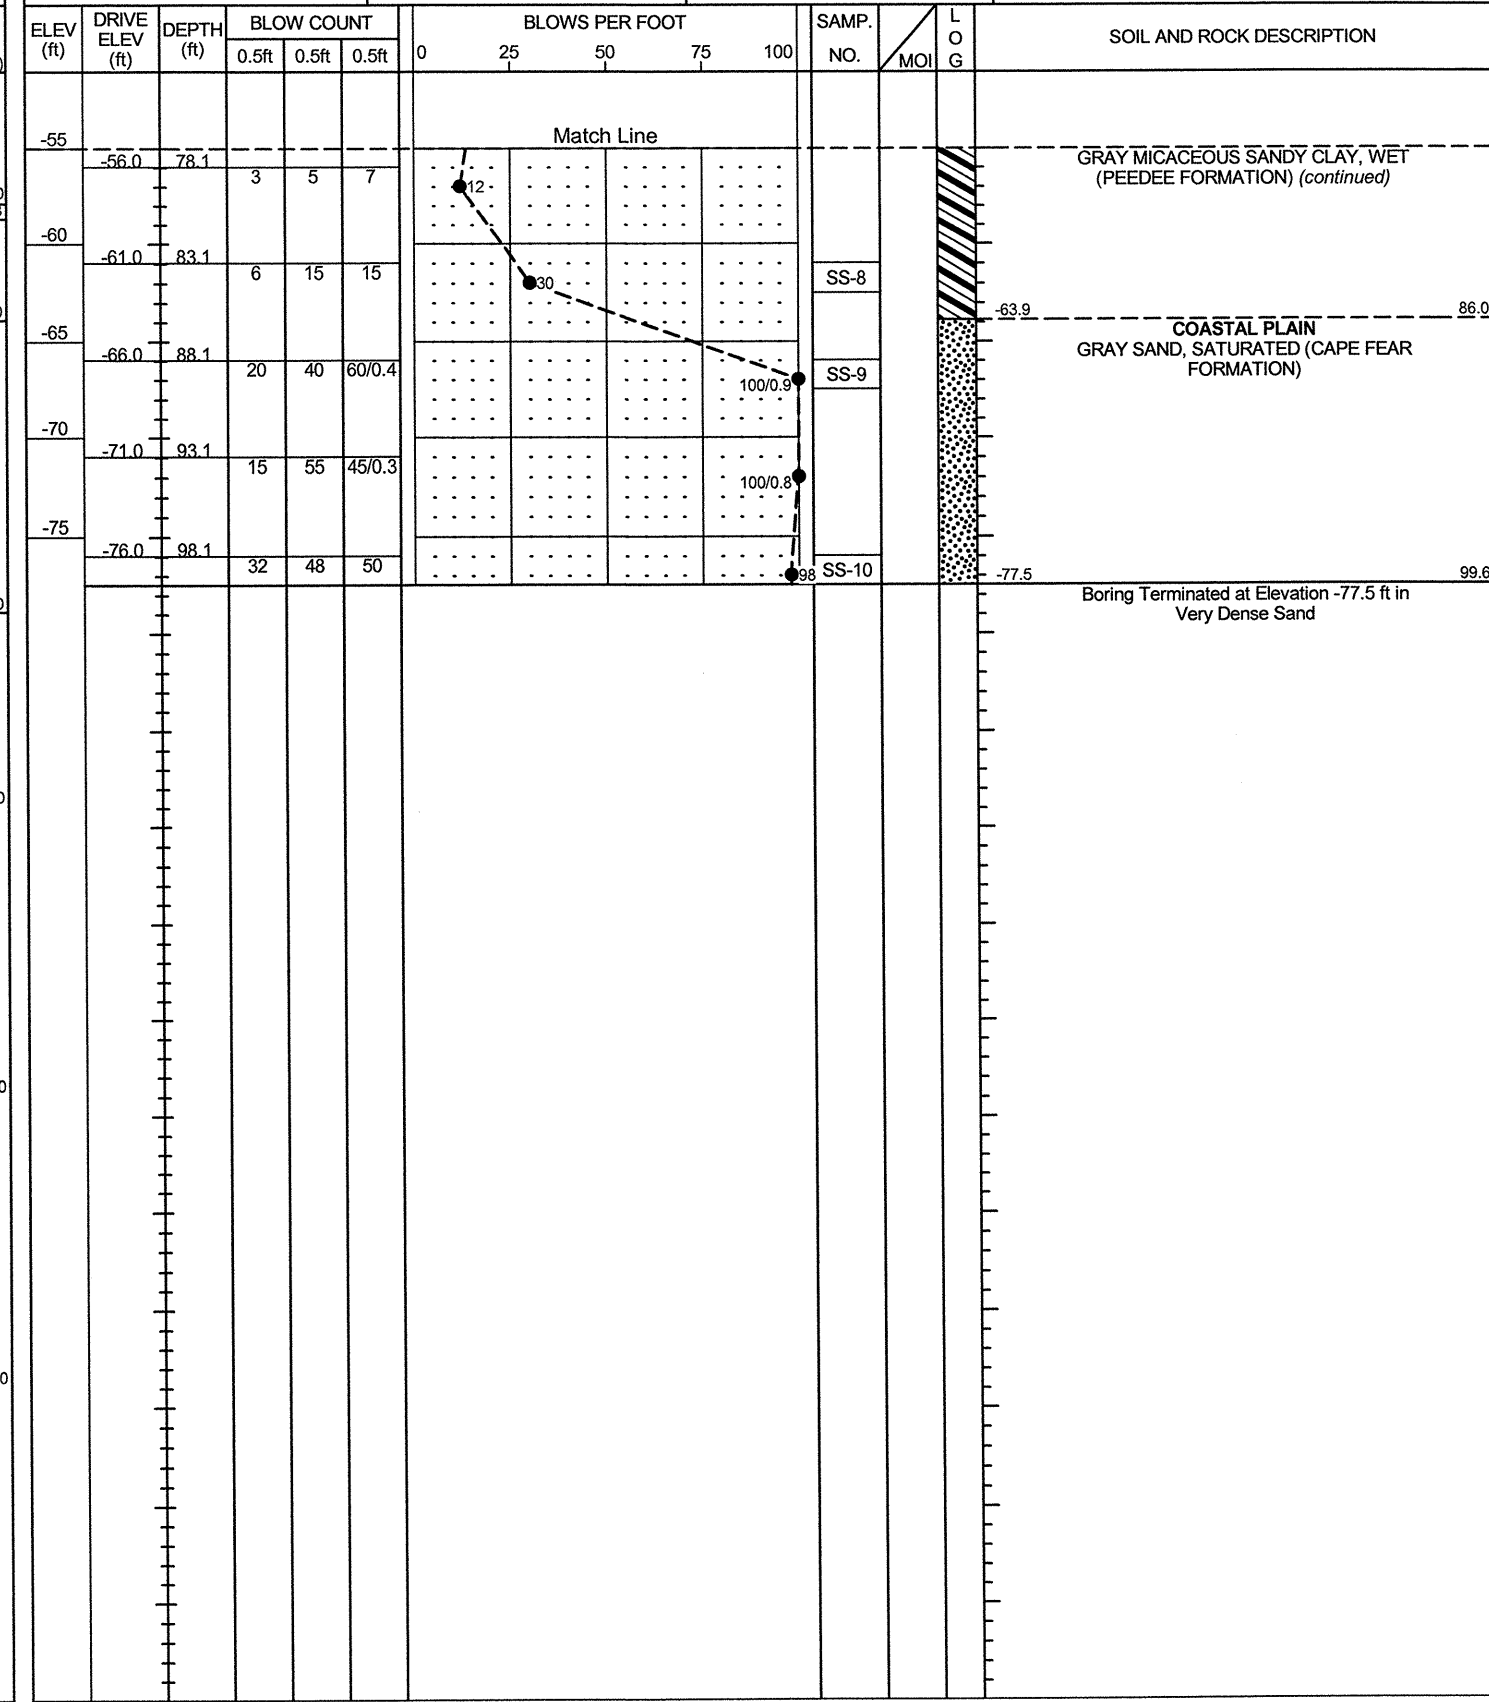 ELEV (ft)
DRIVE ELEV (ft)
DEPTH (ft)
BLOW COUNT
0.5ft 0.5ft 0.5ft
BLOWS PER FOOT
0 25 50 75 100
SAMP. NO.
MOI
LOG
SOIL AND ROCK DESCRIPTION
Match Line
-55
GRAY MICACEOUS SANDY CLAY, WET
(PEEDEE FORMATION) (continued)
-56.0 78.1 3 5 7
12
-60
-61.0 83.1 6 15 15
30
SS-8
-63.9 86.0
COASTAL PLAIN
GRAY SAND, SATURATED (CAPE FEAR
FORMATION)
-65
-66.0 88.1 20 40 60/0.4
100/0.9
SS-9
-70
-71.0 93.1 15 55 45/0.3
100/0.8
-75
-76.0 98.1 32 48 50
98
SS-10
-77.5 99.6
Boring Terminated at Elevation -77.5 ft in
Very Dense Sand